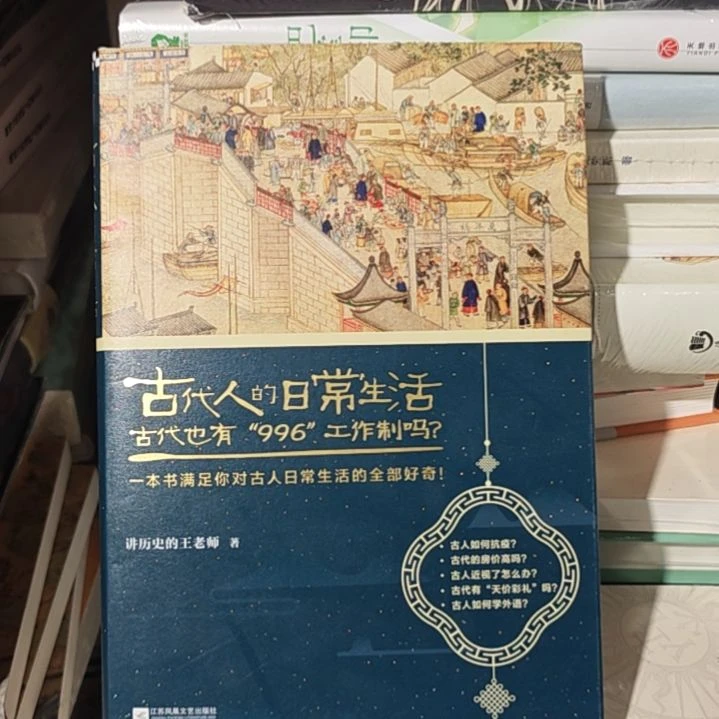 古代人的日常生活
古代也有“996”工作制吗?
一本书满足你对古人日常生活的全部好奇!
讲历史的王老师 著
· 古人如何抗疫?
· 古代的房价高吗?
· 古人近视了怎么办?
· 古代有“天价彩礼”吗?
· 古人如何学外语?
江苏凤凰文艺出版社